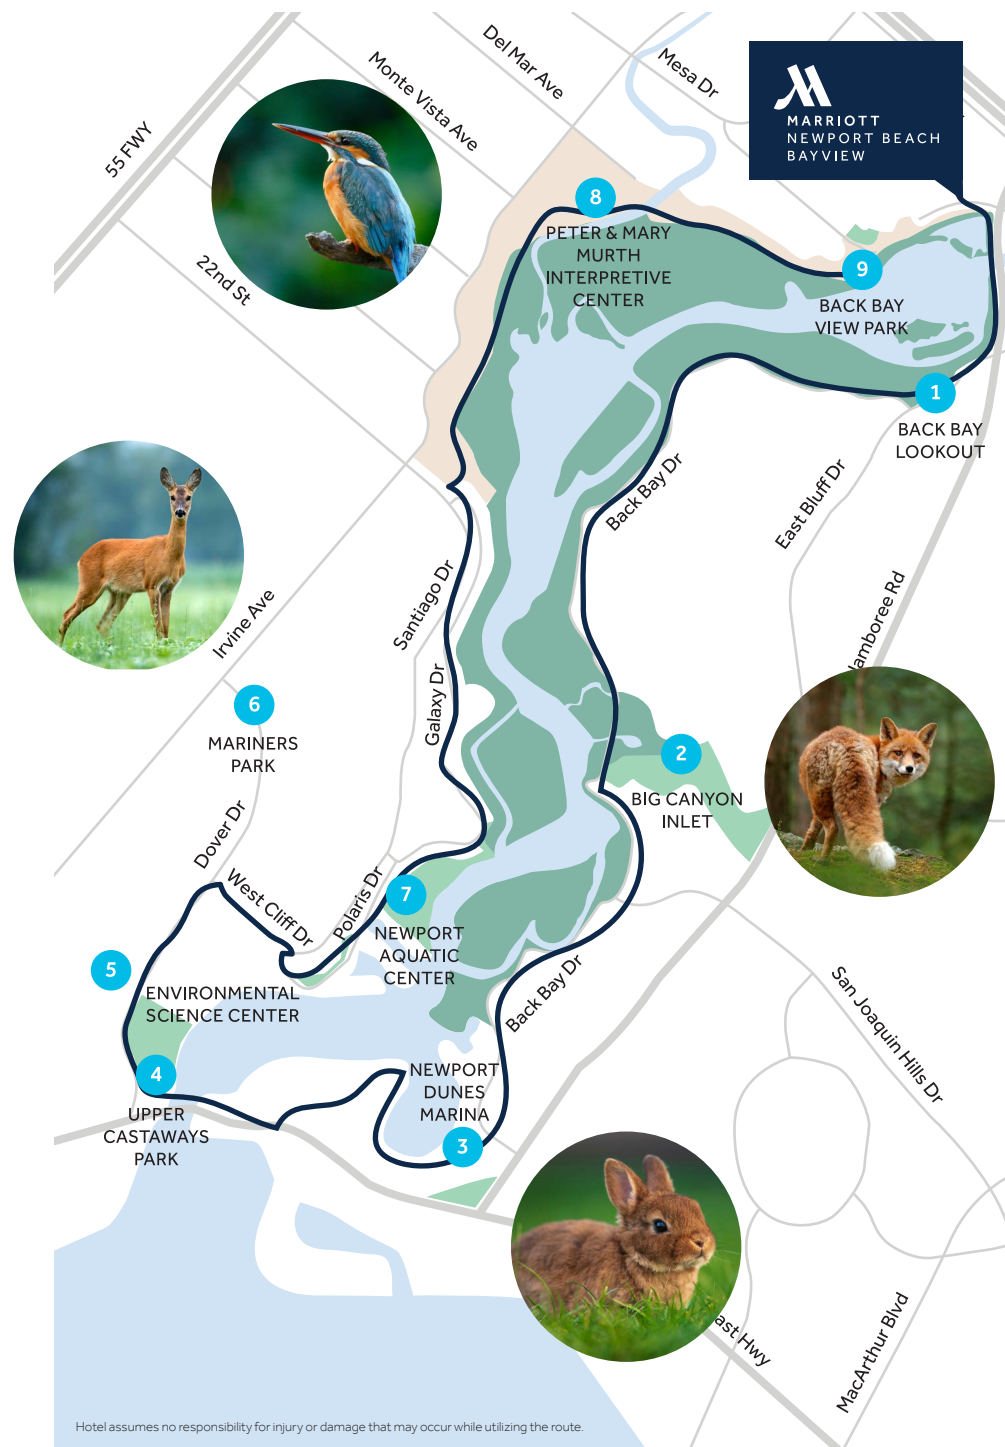 Del Mar Ave
Mesa Dr
Monte Vista Ave
55 FWY
MARRIOTT
NEWPORT BEACH
BAYVIEW
22nd St
8
PETER & MARY
MURTH
INTERPRETIVE
CENTER
9
BACK BAY
VIEW PARK
1
BACK BAY
LOOKOUT
Back Bay Dr
East Bluff Dr
Irvine Ave
Santiago Dr
Galaxy Dr
Jamboree Rd
6
MARINERS
PARK
2
BIG CANYON
INLET
Dover Dr
West Cliff Dr
Polaris Dr
7
NEWPORT
AQUATIC
CENTER
5
ENVIRONMENTAL
SCIENCE CENTER
Back Bay Dr
San Joaquin Hills Dr
4
UPPER
CASTAWAYS
PARK
NEWPORT
DUNES
MARINA
3
ast Hwy
MacArthur Blvd
Hotel assumes no responsibility for injury or damage that may occur while utilizing the route.